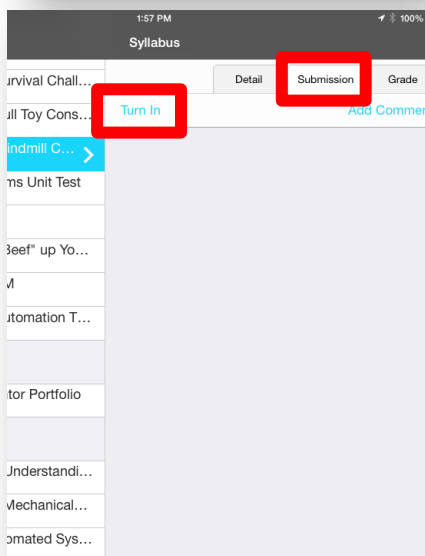 1:57 PM
100%
Syllabus
urvival Chall...
Detail
Submission
Grade
ull Toy Cons...
Turn In
Add Commen
indmill C...
ms Unit Test
Beef" up Yo...
M
utomation T...
tor Portfolio
Understandi...
Mechanical...
omated Sys...